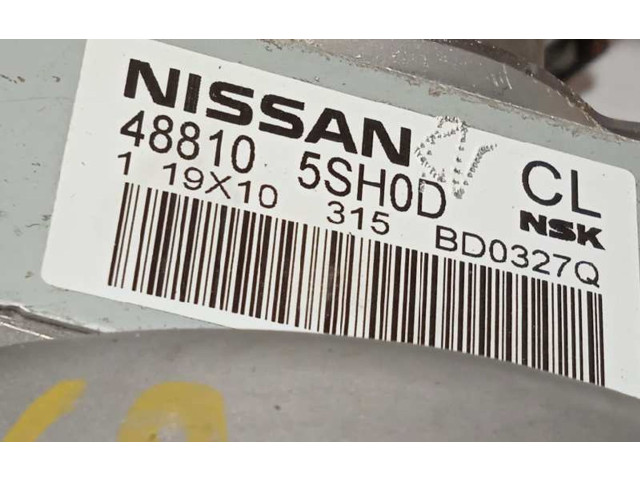 NISSAN
48810 5SH0D CL
1 19X10 315 BD0327Q
NSK